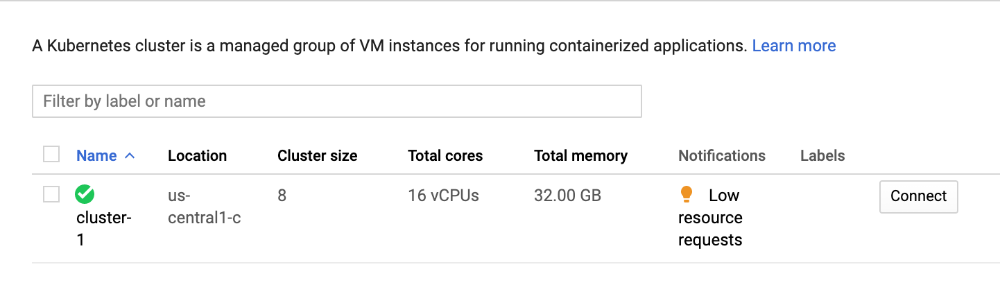 A Kubernetes cluster is a managed group of VM instances for running containerized applications. Learn more
Filter by label or name
Name Location Cluster size Total cores Total memory Notifications Labels
us- 8 16 vCPUs 32.00 GB Low Connect
cluster- central1-c resource
1 requests